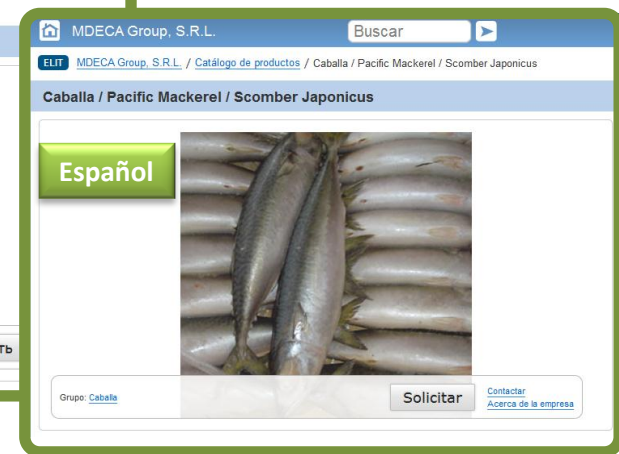 MDECA Group, S.R.L.
Buscar
ELIT MDECA Group, S.R.L. / Catálogo de productos / Caballa / Pacific Mackerel / Scomber Japonicus
Caballa / Pacific Mackerel / Scomber Japonicus
Español
ть
Grupo: Caballa
Solicitar
Contactar
Acerca de la empresa